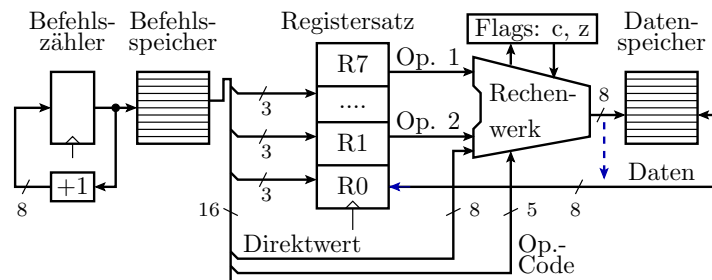 Befehls-
zähler
Befehls-
speicher
Registersatz
Flags: c, z
Daten-
speicher
R7
Op. 1
....
Rechen-
werk
8
3
R1
Op. 2
3
+1
8
R0
3
Daten
16
8
5
8
Direktwert
Op.-
Code